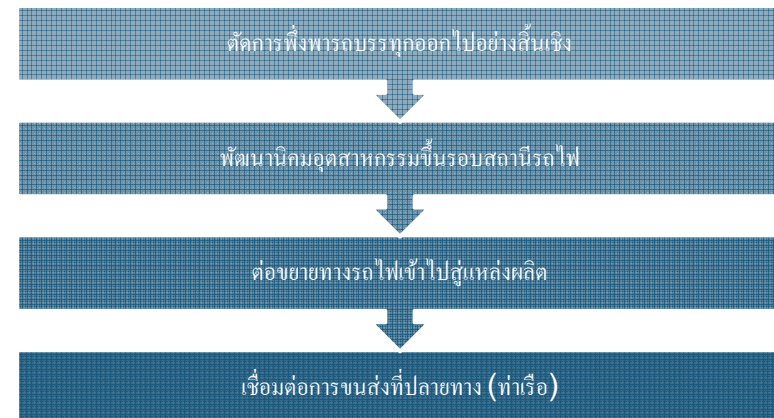 ตัดการพึ่งพารถบรรทุกออกไปอย่างสิ้นเชิง
พัฒนานิคมอุตสาหกรรมขึ้นรอบสถานีรถไฟ
ต่อขยายทางรถไฟเข้าไปสู่แหล่งผลิต
เชื่อมต่อการขนส่งที่ปลายทาง (ท่าเรือ)